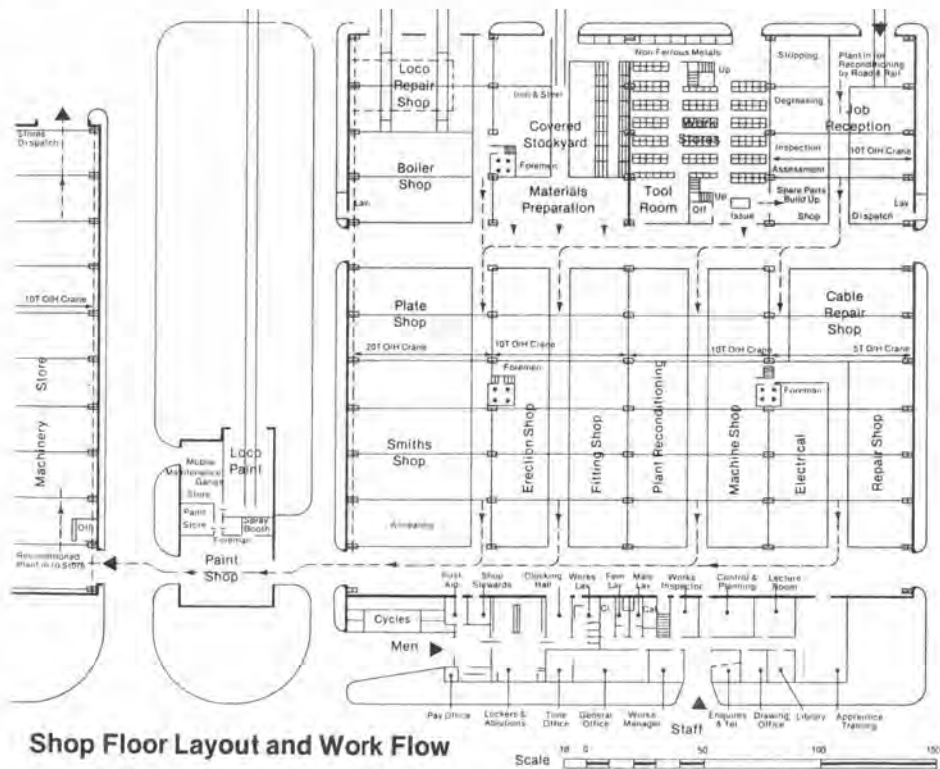 Non Ferrous Metals
Up
Loco
Repair
Shop
Iron & Steel
Covered
Stockyard
Work
Stores
Stripping
Degreasing
Inspection
Assessment
Plant in for
Reconditioning
by Road & Rail
Job
Reception
10T O/H Crane
Stores
Dispatch
Boiler
Shop
Foremen
Materials
Preparation
Tool
Room
Up
Off
Issue
Spare Parts
Build Up
Shop
Dispatch
Lav
Lav
10T O/H Crane
Plate
Shop
Cable
Repair
Shop
20T O/H Crane
10T O/H Crane
10T O/H Crane
5T O/H Crane
Foremen
Foremen
Machinery Store
Smiths
Shop
Erection Shop
Fitting Shop
Plant Reconditioning
Machine Shop
Electrical
Repair Shop
Loco
Paint
Mobile
Maintenance
Gangs
Store
Paint
Store
Spray
Booth
Foreman
Off
Annealing
Reconditioned
Plant in to Store
Paint
Shop
First
Aid
Shop
Stewards
Clocking
Hall
Works
Lav
Fem
Lav
Male
Lav
Works
Inspector
Control &
Planning
Lecture
Room
Cycles
Men
Pay Office
Lockers &
Ablutions
Time
Office
General
Office
Works
Manager
Staff
Enquires
& Tel
Drawing
Office
Library
Apprentice
Training
Shop Floor Layout and Work Flow
Scale
10 0 50 100 150